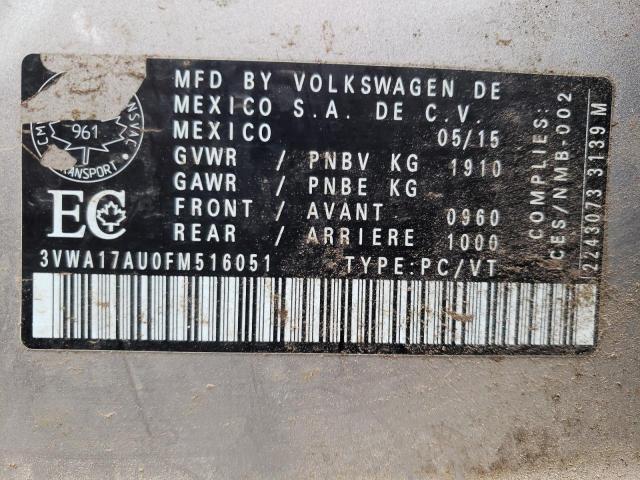 MFD BY VOLKSWAGEN DE
MEXICO S.A. DE C.V.
MEXICO 05/15
GVWR / PNBV KG 1910
GAWR / PNBE KG
FRONT / AVANT 0960
REAR / ARRIERE 1000
3VWA17AU0FM516051 TYPE:PC/VT
961
TRANSPORT
EC
COMPLIES:
CES/NMB-002
2243073 3139 M